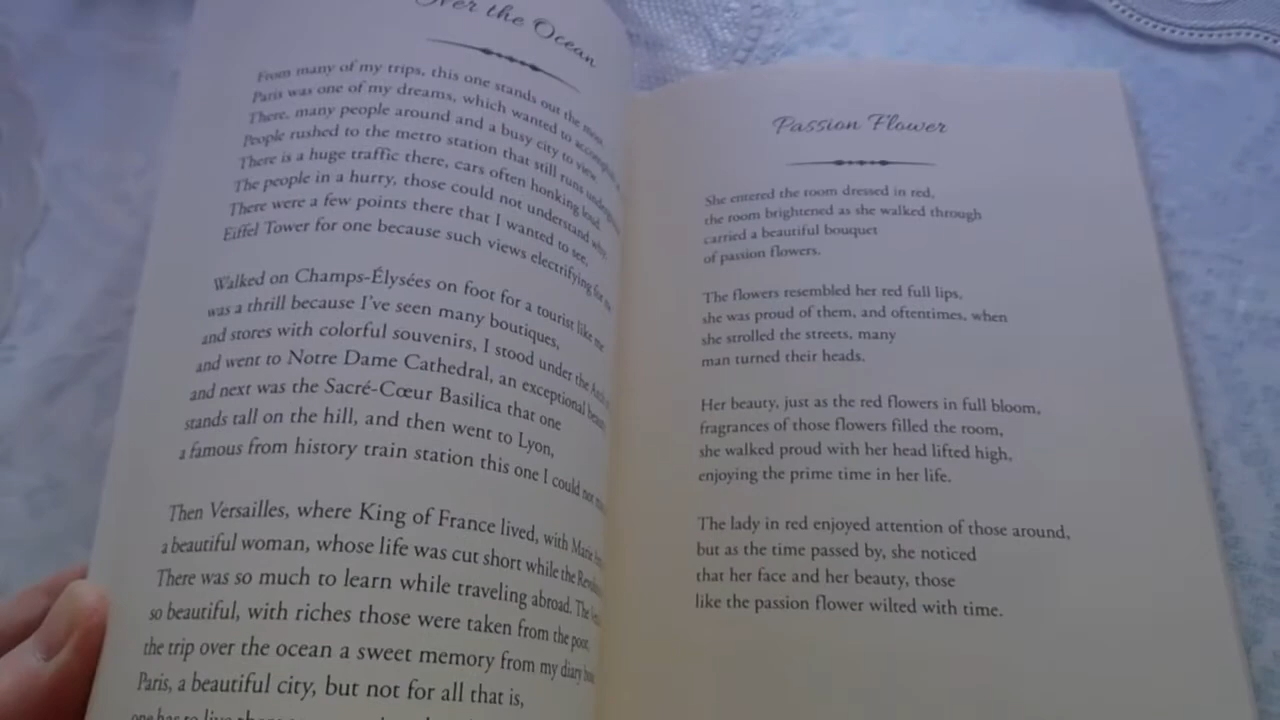 Over the Ocean
From many of my trips, this one stands out the most.
Paris was one of my dreams, which wanted to accomplish
There, many people around and a busy city to view.
People rushed to the metro station that still runs
There is a huge traffic there, cars often honking loud.
The people in a hurry, those could not understand why.
There were a few points there that I wanted to see,
Eiffel Tower for one because such views electrifying for
Walked on Champs-Élysées on foot for a tourist like me
was a thrill because I've seen many boutiques,
and stores with colorful souvenirs, I stood under the
and went to Notre Dame Cathedral, an exceptional
and next was the Sacré-Cœur Basilica that one
stands tall on the hill, and then went to Lyon,
a famous from history train station this one I could not
Then Versailles, where King of France lived, with Marie
a beautiful woman, whose life was cut short while the
There was so much to learn while traveling abroad. The
so beautiful, with riches those were taken from the poor,
the trip over the ocean a sweet memory from my diary
Paris, a beautiful city, but not for all that is,
one has to live
Passion Flower
She entered the room dressed in red,
the room brightened as she walked through
carried a beautiful bouquet
of passion flowers.
The flowers resembled her red full lips,
she was proud of them, and oftentimes, when
she strolled the streets, many
man turned their heads.
Her beauty, just as the red flowers in full bloom,
fragrances of those flowers filled the room,
she walked proud with her head lifted high,
enjoying the prime time in her life.
The lady in red enjoyed attention of those around,
but as the time passed by, she noticed
that her face and her beauty, those
like the passion flower wilted with time.